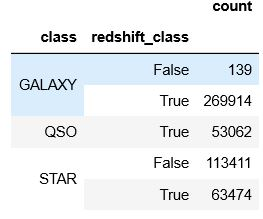 count
class redshift_class
GALAXY False 139
True 269914
QSO True 53062
STAR False 113411
True 63474